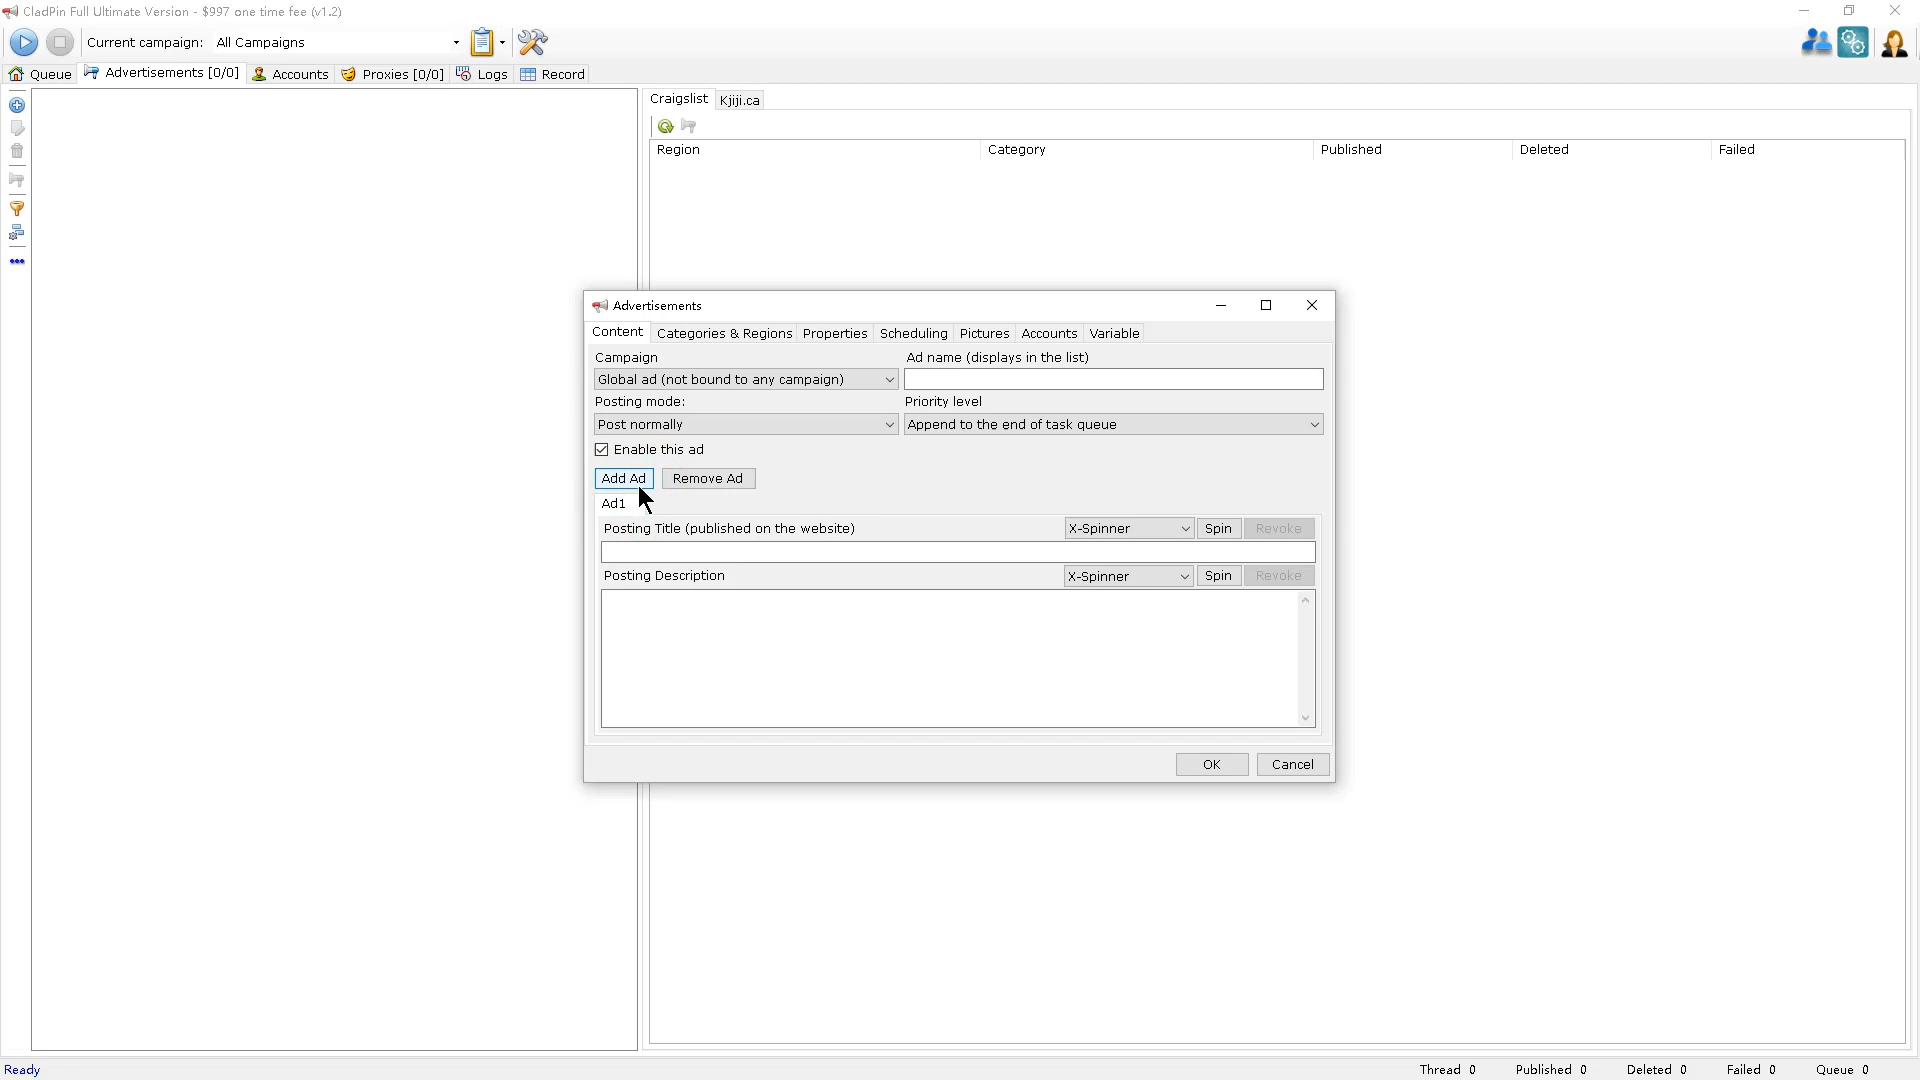 CladPin Full Ultimate Version - $997 one time fee (v1.2)
Current campaign: All Campaigns
Queue Advertisements [0/0] Accounts Proxies [0/0] Logs Record
Craigslist Kjiji.ca
Region Category Published Deleted Failed
Advertisements
Content Categories & Regions Properties Scheduling Pictures Accounts Variable
Campaign Ad name (displays in the list)
Global ad (not bound to any campaign)
Posting mode: Priority level
Post normally Append to the end of task queue
Enable this ad
Add Ad Remove Ad
Ad1
Posting Title (published on the website) X-Spinner Spin Revoke
Posting Description X-Spinner Spin Revoke
OK Cancel
Ready Thread 0 Published 0 Deleted 0 Failed 0 Queue 0